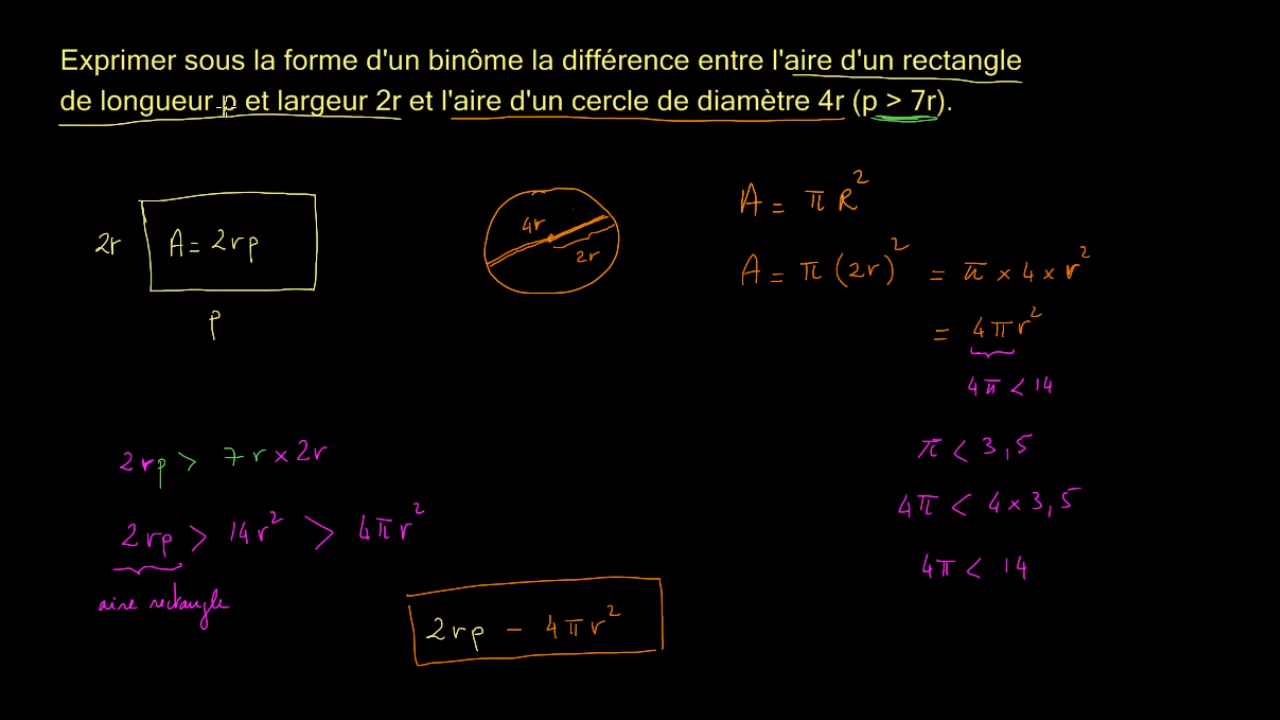 Exprimer sous la forme d'un binôme la différence entre l'aire d'un rectangle
de longueur p et largeur 2r et l'aire d'un cercle de diamètre 4r (p > 7r).
2r
A = 2rp
p
4r
2r
A = π R²
A = π (2r)² = π × 4 × r²
= 4πr²
4π < 14
π < 3,5
4π < 4×3,5
4π < 14
2rp > 7r × 2r
2rp > 14r² > 4πr²
aire rectangle
2rp - 4πr²